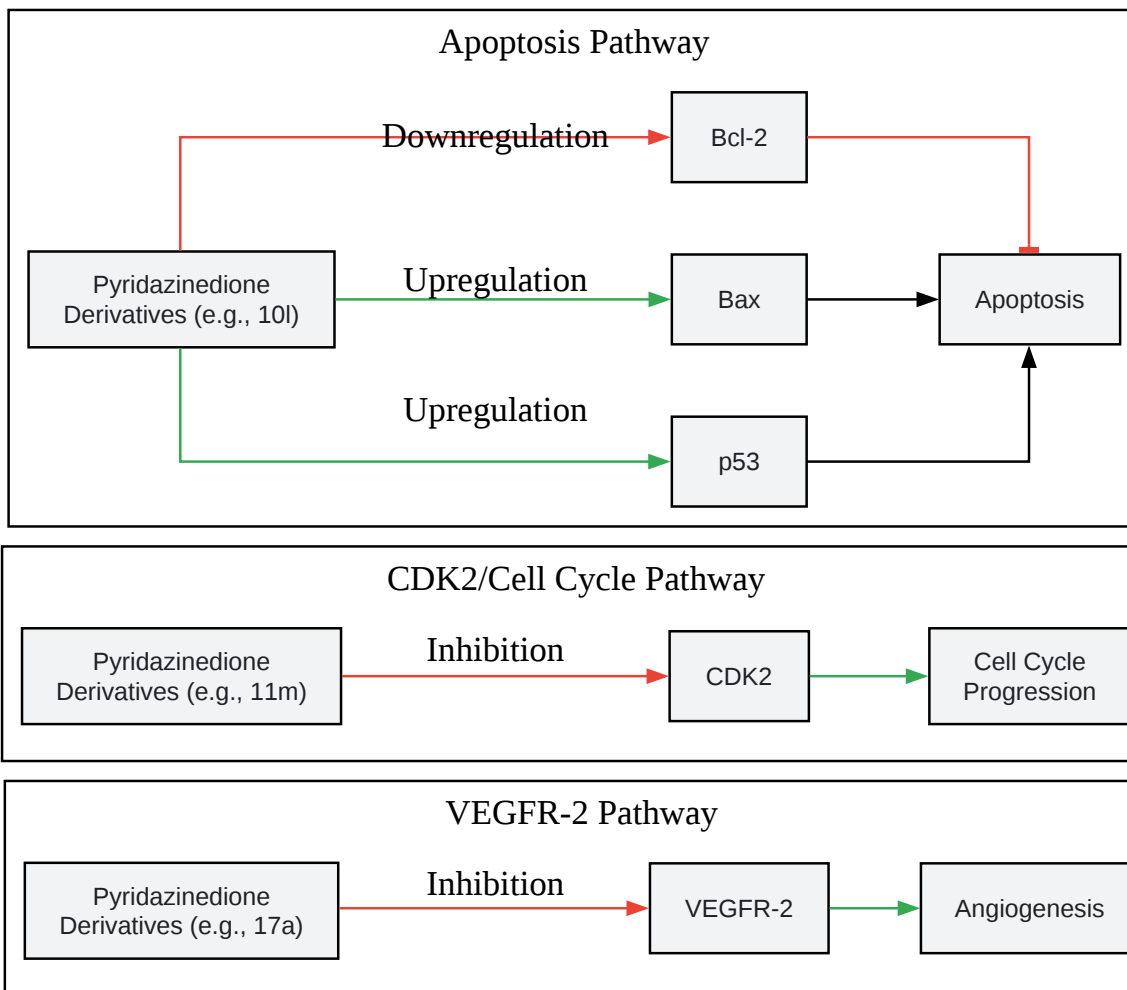 Apoptosis Pathway
Downregulation
Bcl-2
Pyridazinedione
Derivatives (e.g., 10l)
Upregulation
Bax
Apoptosis
Upregulation
p53
CDK2/Cell Cycle Pathway
Pyridazinedione
Derivatives (e.g., 11m)
Inhibition
CDK2
Cell Cycle
Progression
VEGFR-2 Pathway
Pyridazinedione
Derivatives (e.g., 17a)
Inhibition
VEGFR-2
Angiogenesis